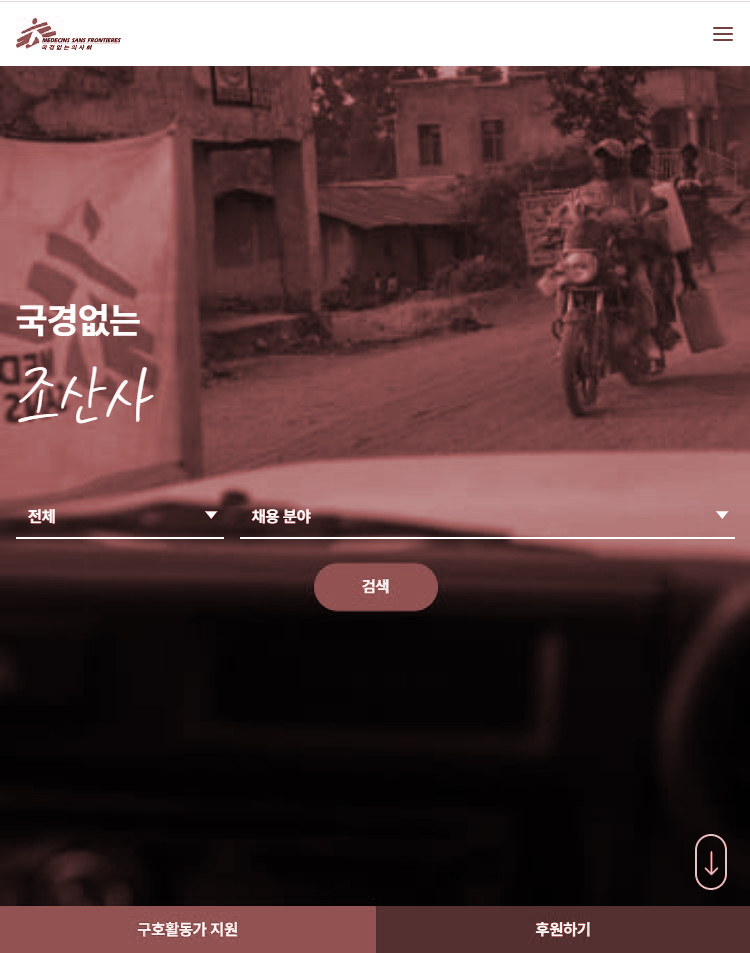 MEDECINS SANS FRONTIERES
국경없는의사회
국경없는
조산사
전체
채용 분야
검색
구호활동가 지원
후원하기